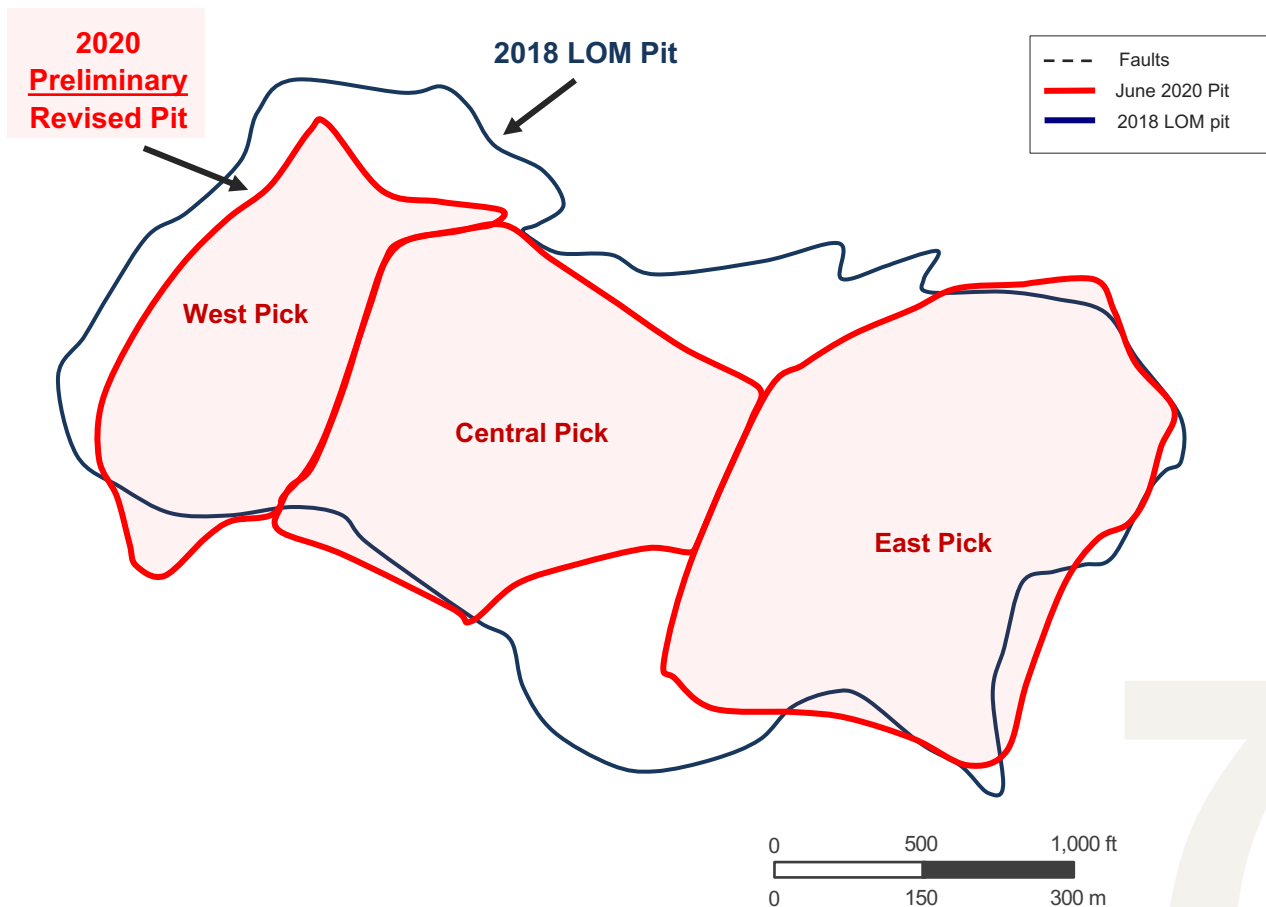 2020
Preliminary
Revised Pit
2018 LOM Pit
Faults
June 2020 Pit
2018 LOM pit
West Pick
Central Pick
East Pick
0 500 1,000 ft
0 150 300 m
7